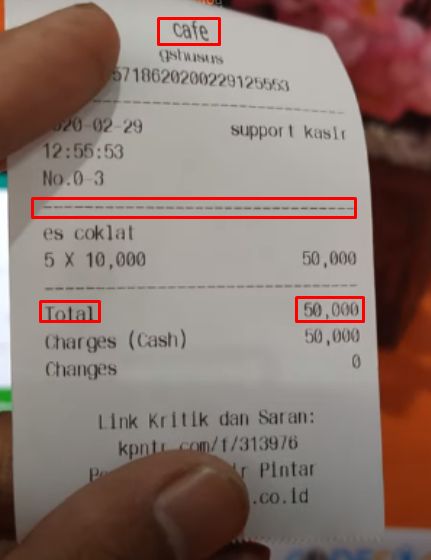 cafe
gshusus
5718620200229125553
-02-29
support kasir
12:55:53
No.0-3
es coklat
5 X 10,000 50,000
Total 50,000
Charges (Cash) 50,000
Changes 0
Link Kritik dan Saran:
kpntr.com/f/313976
Pintar
.co.id